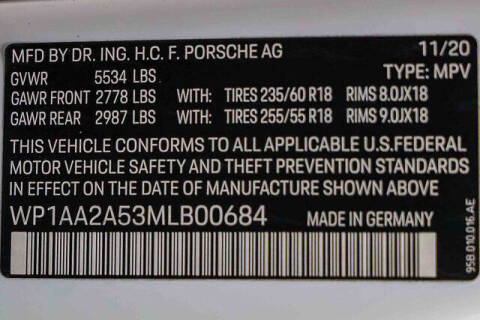 MFD BY DR. ING. H.C. F. PORSCHE AG 11/20
GVWR 5534 LBS TYPE: MPV
GAWR FRONT 2778 LBS WITH: TIRES 235/60 R18 RIMS 8.0JX18
GAWR REAR 2987 LBS WITH: TIRES 255/55 R18 RIMS 9.0JX18
THIS VEHICLE CONFORMS TO ALL APPLICABLE U.S.FEDERAL
MOTOR VEHICLE SAFETY AND THEFT PREVENTION STANDARDS
IN EFFECT ON THE DATE OF MANUFACTURE SHOWN ABOVE
WP1AA2A53MLB00684 MADE IN GERMANY
95B.010.016.AE